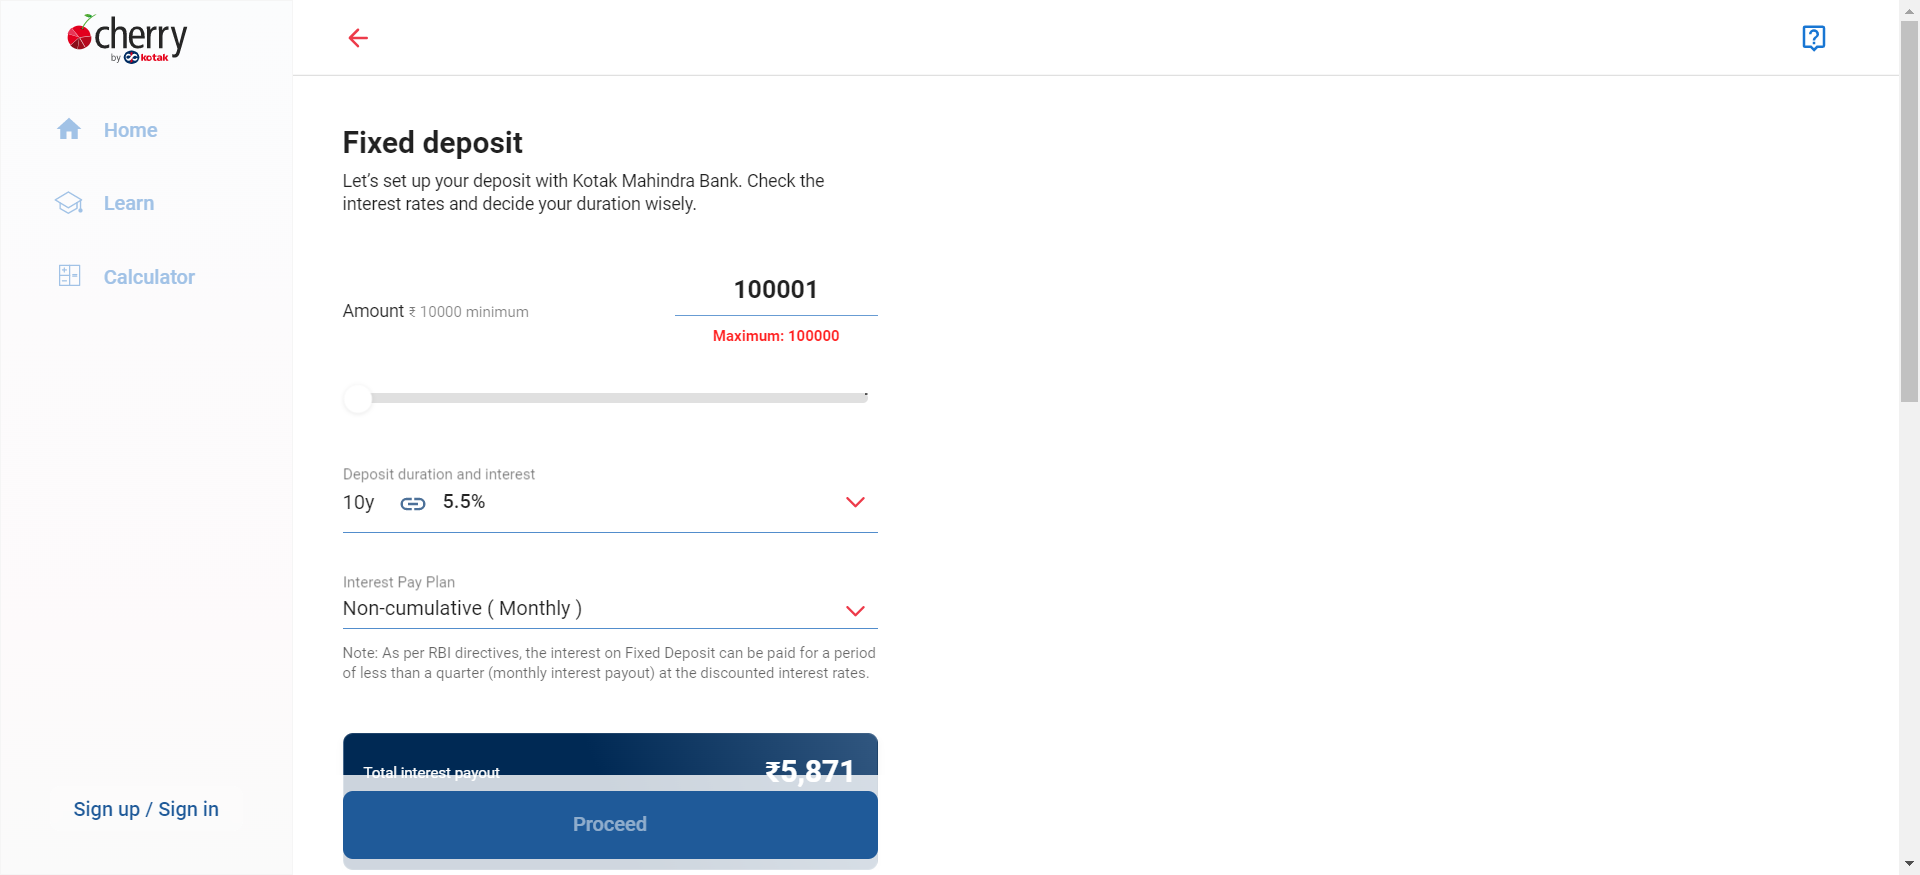 cherry
by kotak
Home
Learn
Calculator
Sign up / Sign in
Fixed deposit
Let’s set up your deposit with Kotak Mahindra Bank. Check the
interest rates and decide your duration wisely.
Amount ₹ 10000 minimum
100001
Maximum: 100000
Deposit duration and interest
10y 5.5%
Interest Pay Plan
Non-cumulative ( Monthly )
Note: As per RBI directives, the interest on Fixed Deposit can be paid for a period
of less than a quarter (monthly interest payout) at the discounted interest rates.
Total interest payout ₹5,871
Proceed